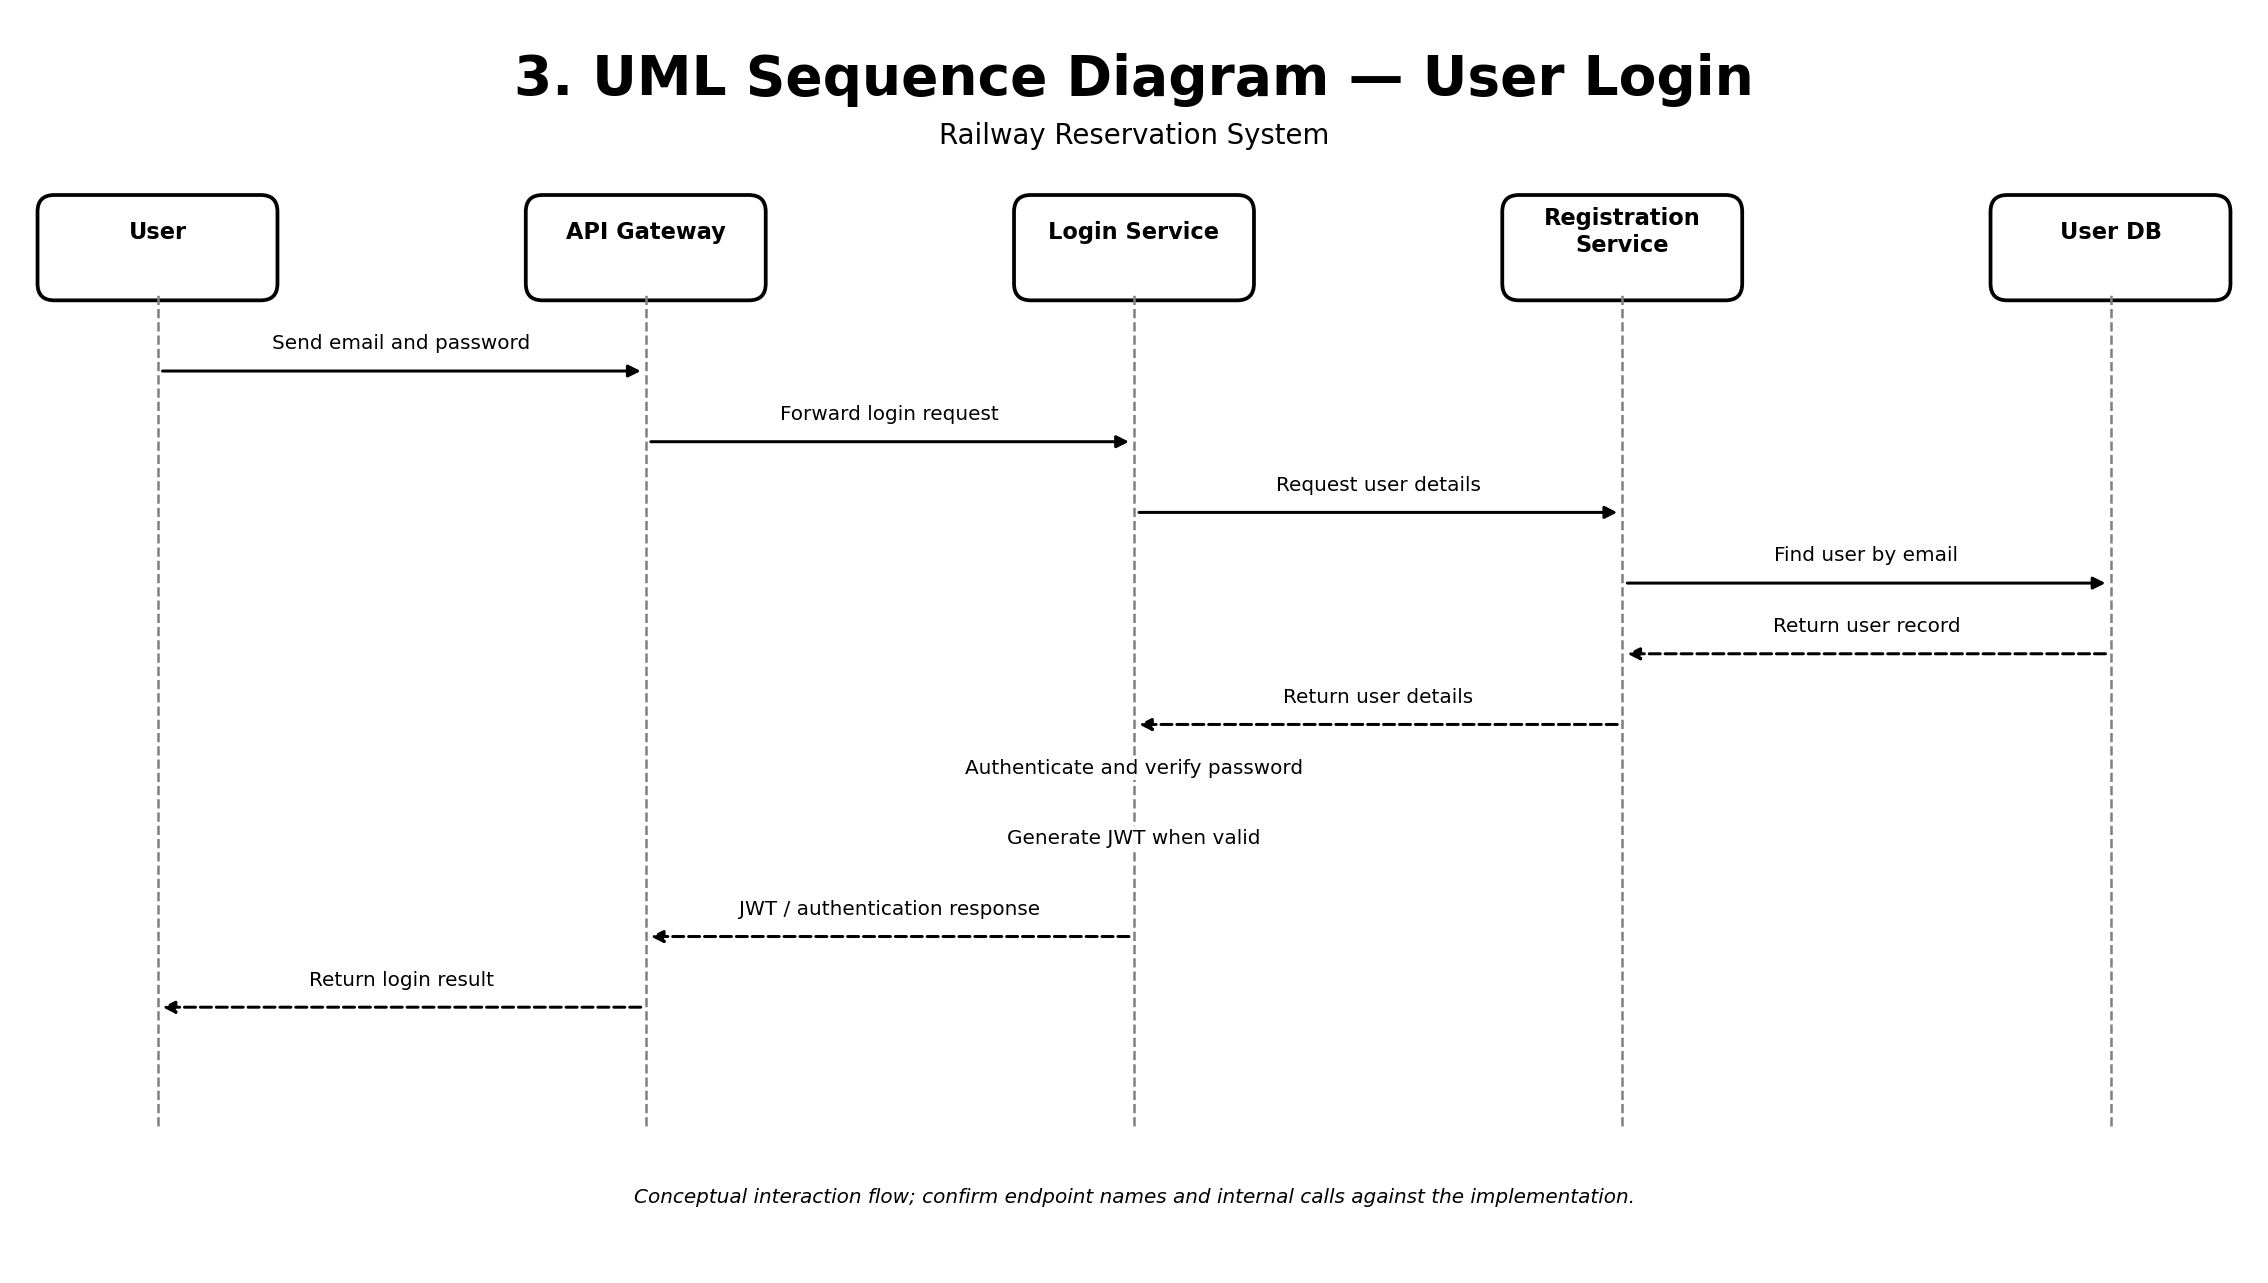 3. UML Sequence Diagram — User Login
Railway Reservation System
User
API Gateway
Login Service
Registration
Service
User DB
Send email and password
Forward login request
Request user details
Find user by email
Return user record
Return user details
Authenticate and verify password
Generate JWT when valid
JWT / authentication response
Return login result
Conceptual interaction flow; confirm endpoint names and internal calls against the implementation.